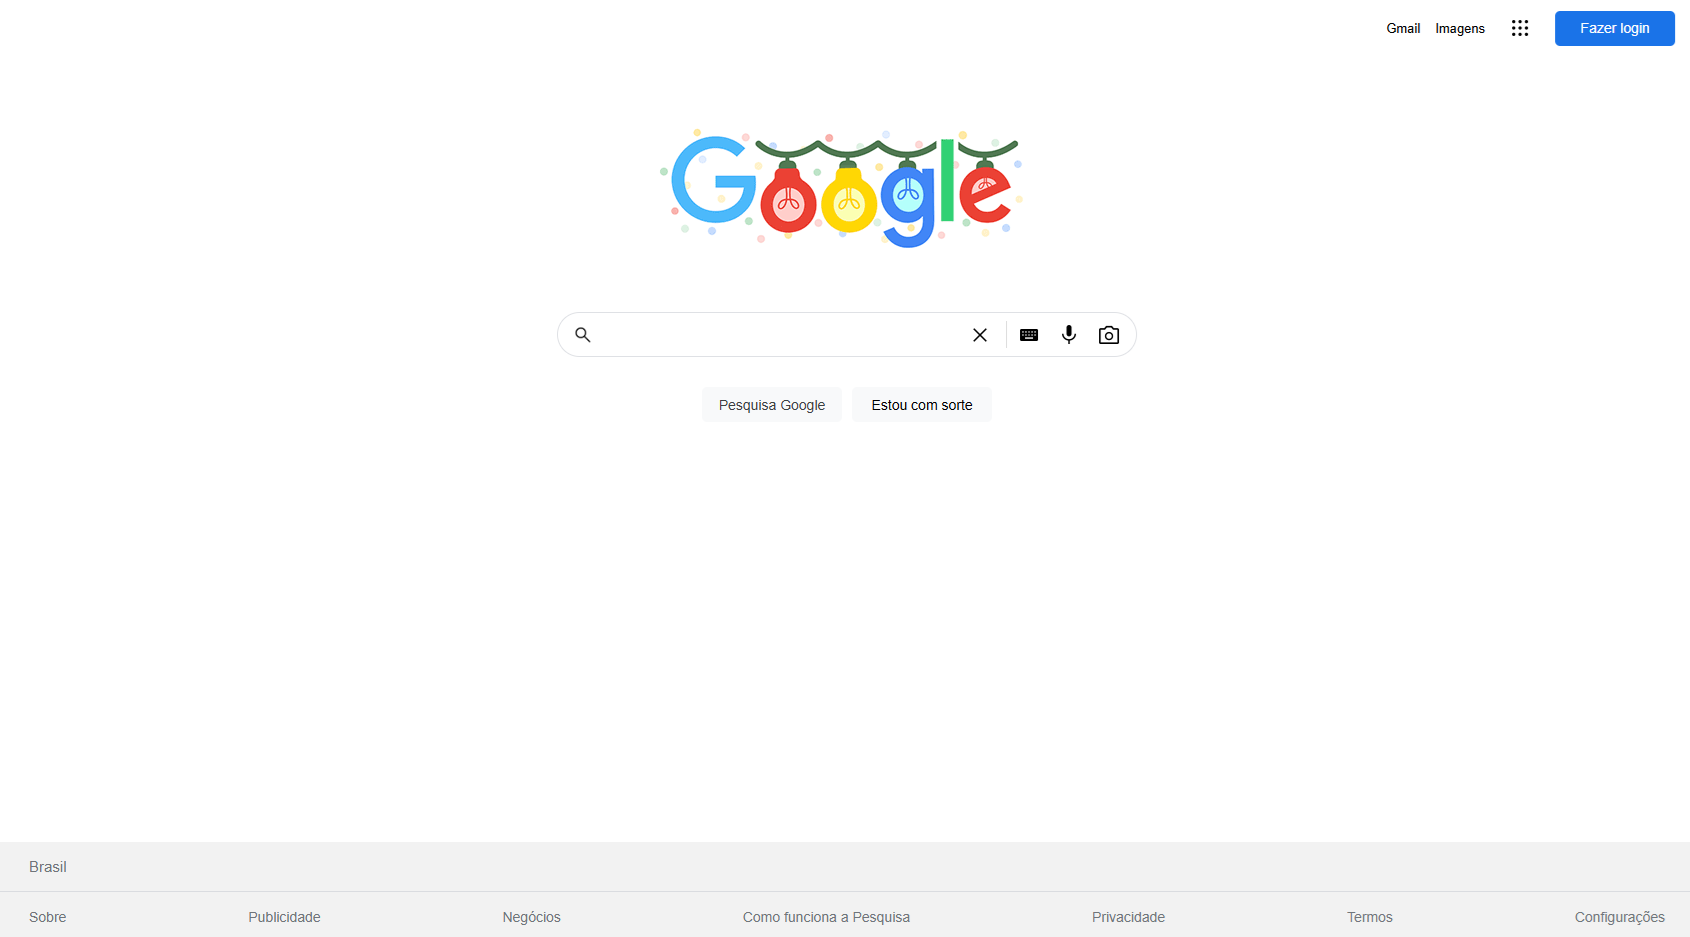 Gmail Imagens Fazer login
Google
Pesquisa Google Estou com sorte
Brasil
Sobre Publicidade Negócios Como funciona a Pesquisa Privacidade Termos Configurações